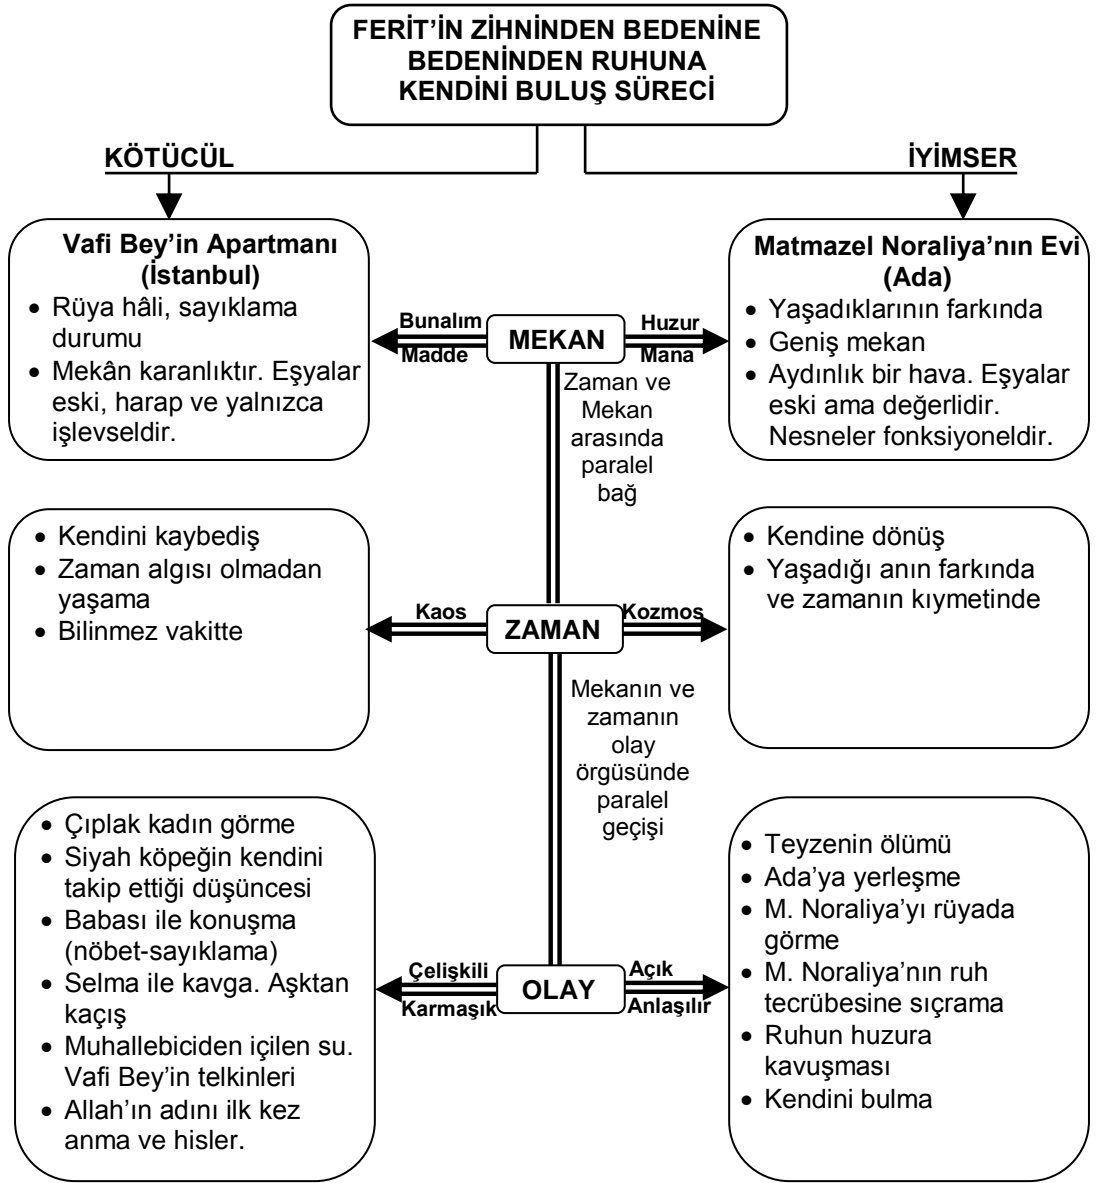 FERİT’İN ZİHNİNDEN BEDENİNE
BEDENİNDEN RUHUNA
KENDİNİ BULUŞ SÜRECİ
KÖTÜCÜL
İYİMSER
Vafi Bey’in Apartmanı
(İstanbul)
• Rüya hâli, sayıklama
durumu
• Mekân karanlıktır. Eşyalar
eski, harap ve yalnızca
işlevseldir.
Bunalım
Madde
MEKAN
Huzur
Mana
Matmazel Noraliya’nın Evi
(Ada)
• Yaşadıklarının farkında
• Geniş mekan
• Aydınlık bir hava. Eşyalar
eski ama değerlidir.
Nesneler fonksiyoneldir.
Zaman ve
Mekan
arasında
paralel
bağ
• Kendini kaybediş
• Zaman algısı olmadan
yaşama
• Bilinmez vakitte
Kaos
ZAMAN
Kozmos
• Kendine dönüş
• Yaşadığı anın farkında
ve zamanın kıymetinde
Mekanın ve
zamanın
olay
örgüsünde
paralel
geçişi
• Çıplak kadın görme
• Siyah köpeğin kendini
takip ettiği düşüncesi
• Babası ile konuşma
(nöbet-sayıklama)
• Selma ile kavga. Aşktan
kaçış
• Muhallebiciden içilen su.
Vafi Bey’in telkinleri
• Allah’ın adını ilk kez
anma ve hisler.
Çelişkili
Karmaşık
OLAY
Açık
Anlaşılır
• Teyzenin ölümü
• Ada’ya yerleşme
• M. Noraliya’yı rüyada
görme
• M. Noraliya’nın ruh
tecrübesine sıçrama
• Ruhun huzura
kavuşması
• Kendini bulma